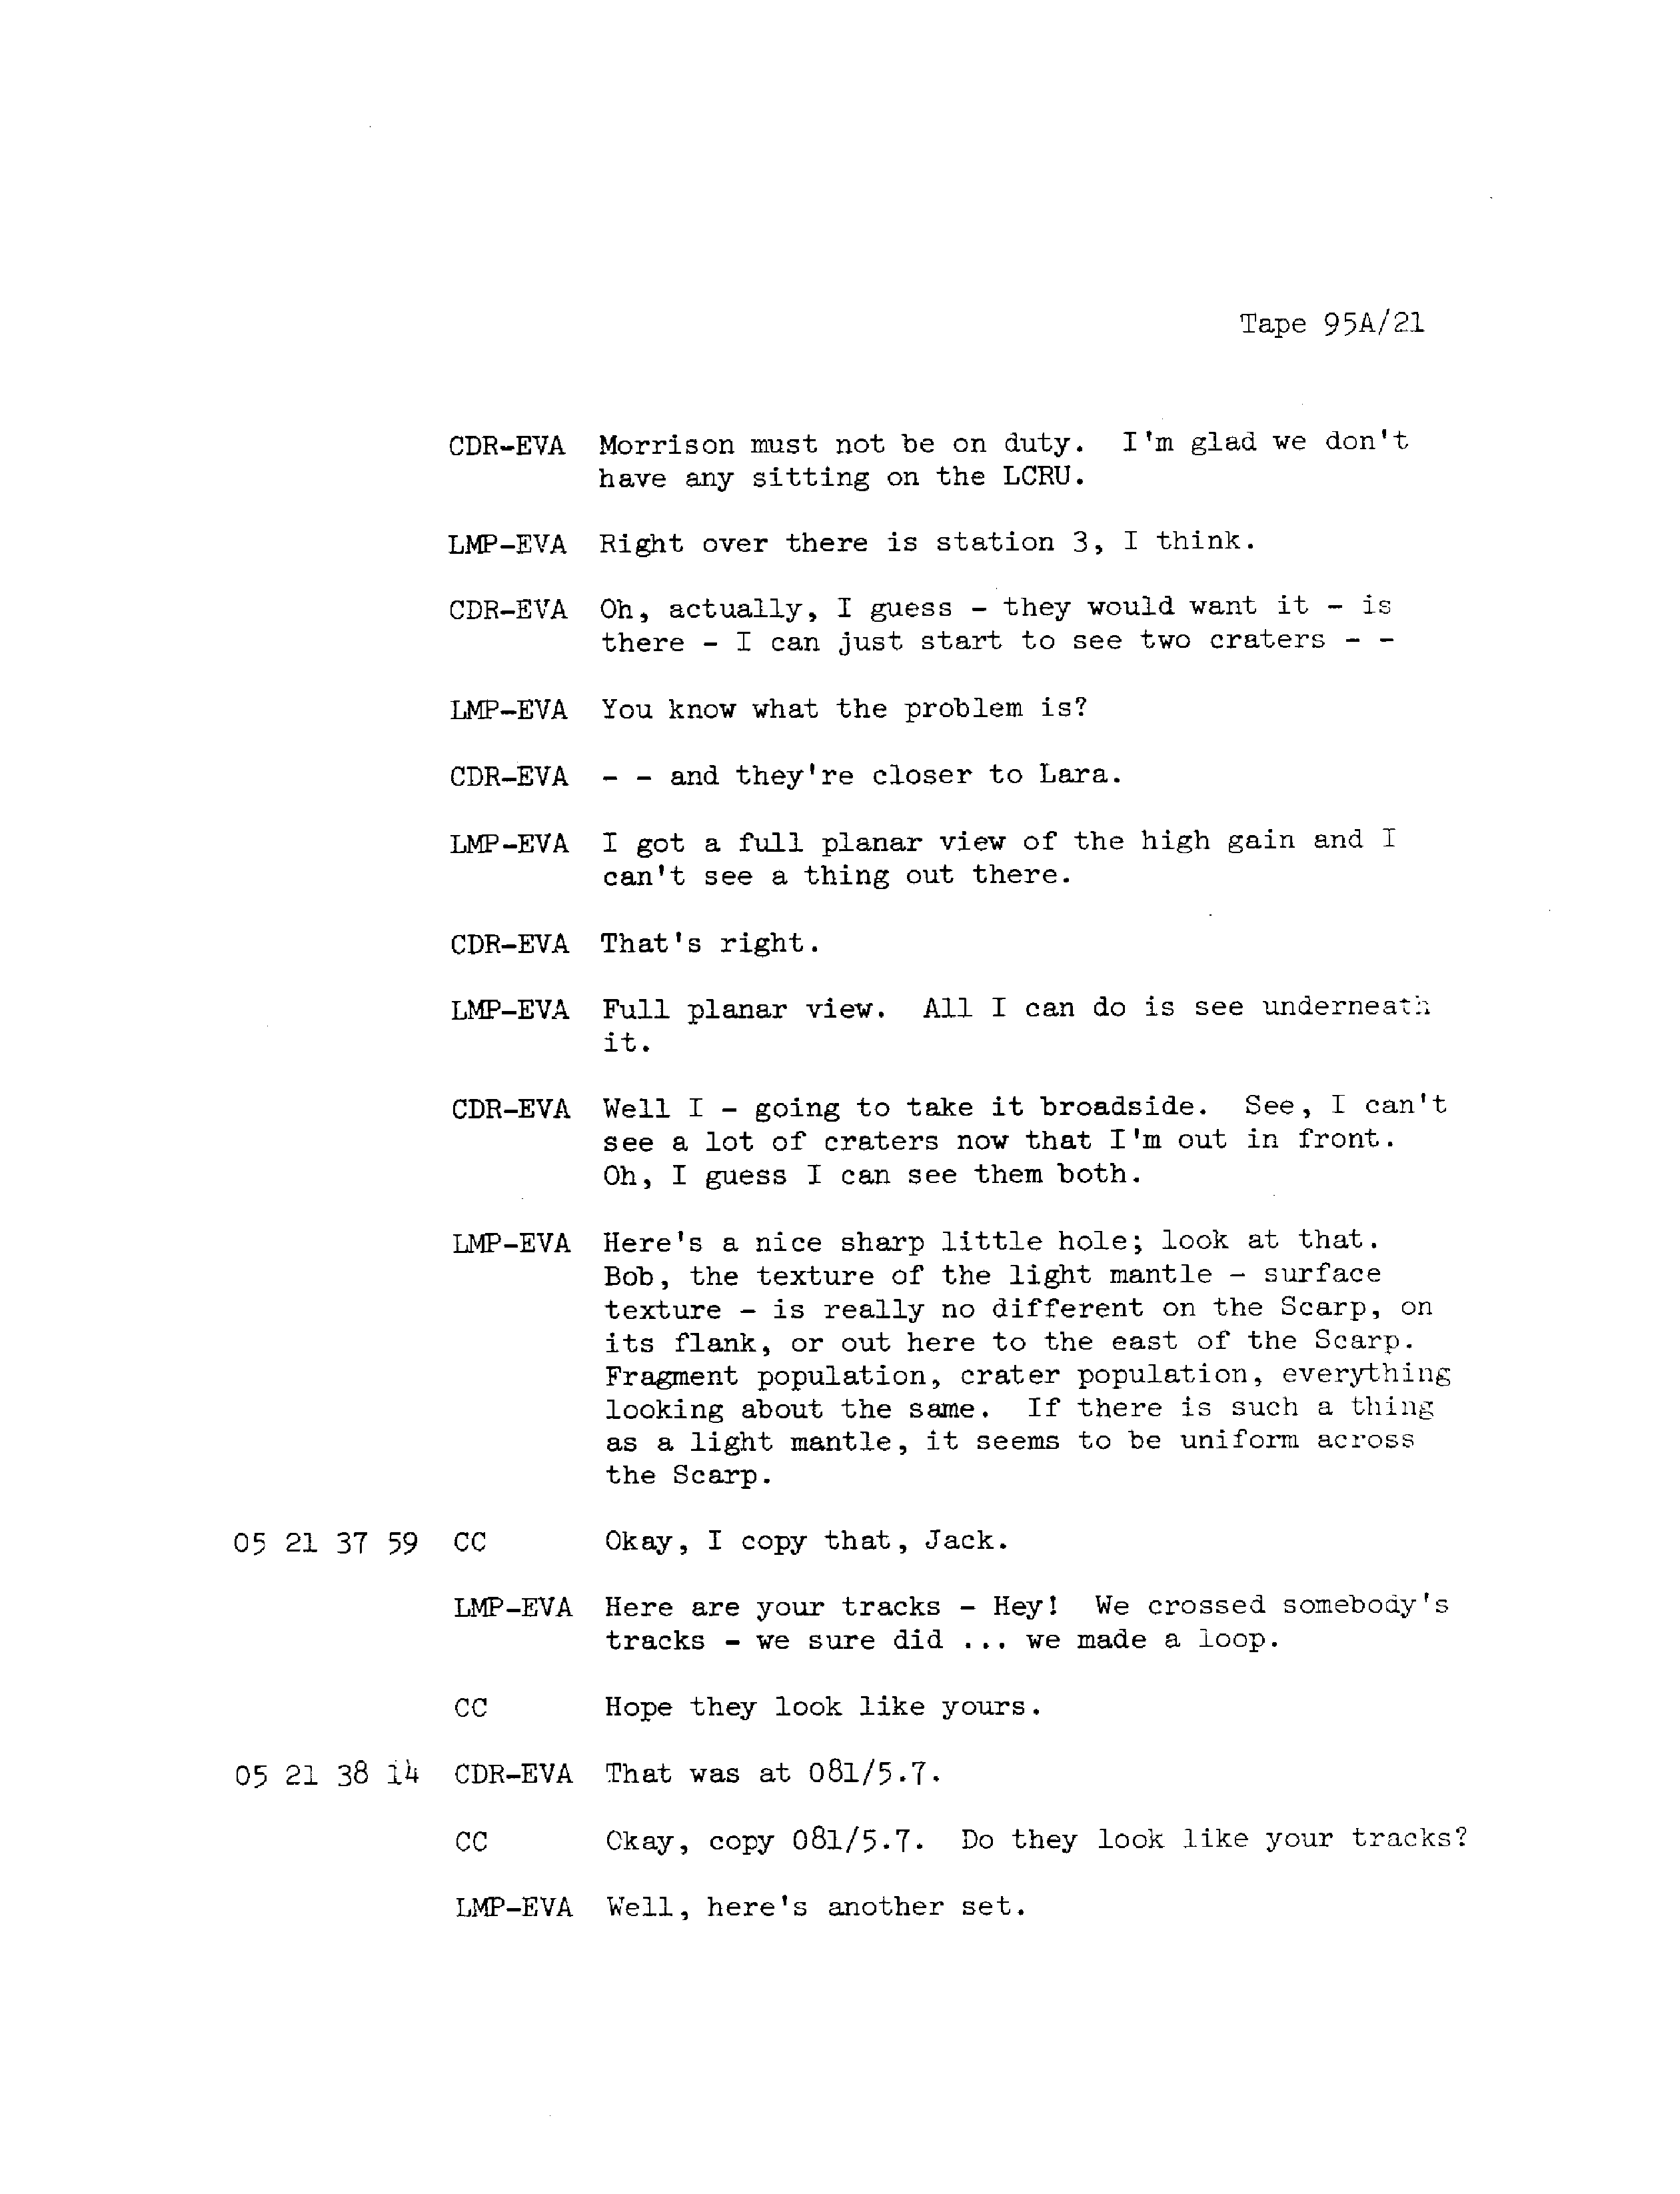 Tape 95A/21
CDR-EVA Morrison must not be on duty. I'm glad we don't
have any sitting on the LCRU.
LMP-EVA Right over there is station 3, I think.
CDR-EVA Oh, actually, I guess - they would want it - is
there - I can just start to see two craters - -
LMP-EVA You know what the problem is?
CDR-EVA - - and they're closer to Lara.
LMP-EVA I got a full planar view of the high gain and I
can't see a thing out there.
CDR-EVA That's right.
LMP-EVA Full planar view. All I can do is see underneath
it.
CDR-EVA Well I - going to take it broadside. See, I can't
see a lot of craters now that I'm out in front.
Oh, I guess I can see them both.
LMP-EVA Here's a nice sharp little hole; look at that.
Bob, the texture of the light mantle - surface
texture - is really no different on the Scarp, on
its flank, or out here to the east of the Scarp.
Fragment population, crater population, everything
looking about the same. If there is such a thing
as a light mantle, it seems to be uniform across
the Scarp.
05 21 37 59 CC Okay, I copy that, Jack.
LMP-EVA Here are your tracks - Hey! We crossed somebody's
tracks - we sure did ... we made a loop.
CC Hope they look like yours.
05 21 38 14 CDR-EVA That was at 081/5.7.
CC Okay, copy 081/5.7. Do they look like your tracks?
LMP-EVA Well, here's another set.